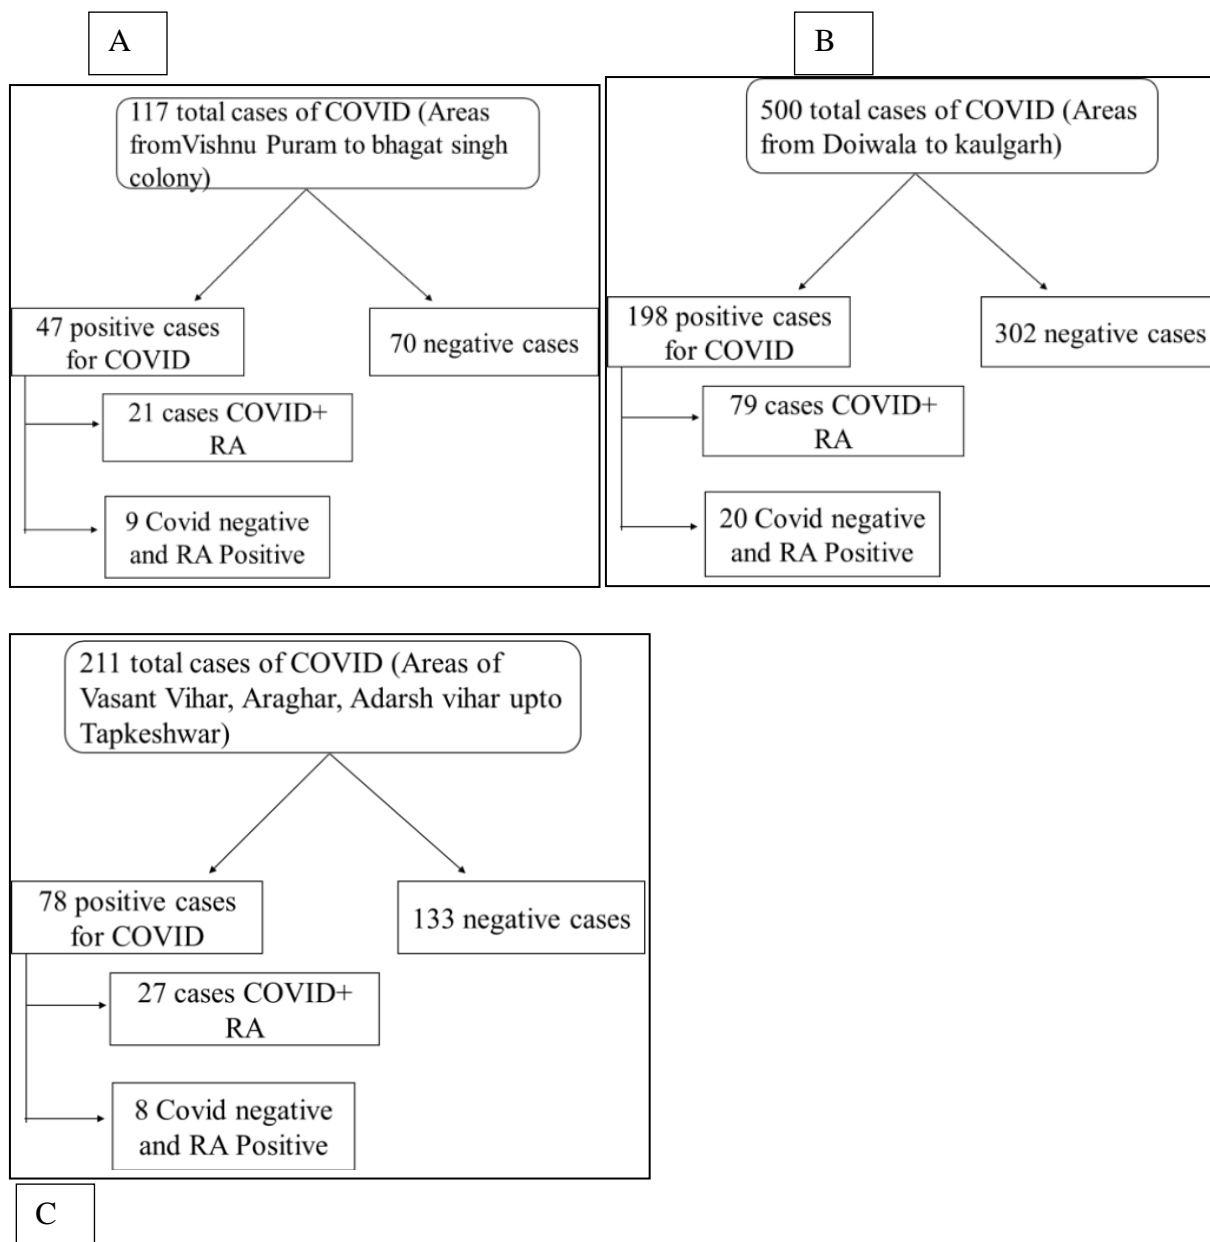 A
117 total cases of COVID (Areas
fromVishnu Puram to bhagat singh
colony)
47 positive cases
for COVID
70 negative cases
21 cases COVID+
RA
9 Covid negative
and RA Positive
B
500 total cases of COVID (Areas
from Doiwala to kaulgarh)
198 positive cases
for COVID
302 negative cases
79 cases COVID+
RA
20 Covid negative
and RA Positive
211 total cases of COVID (Areas of
Vasant Vihar, Araghar, Adarsh vihar upto
Tapkeshwar)
78 positive cases
for COVID
133 negative cases
27 cases COVID+
RA
8 Covid negative
and RA Positive
C